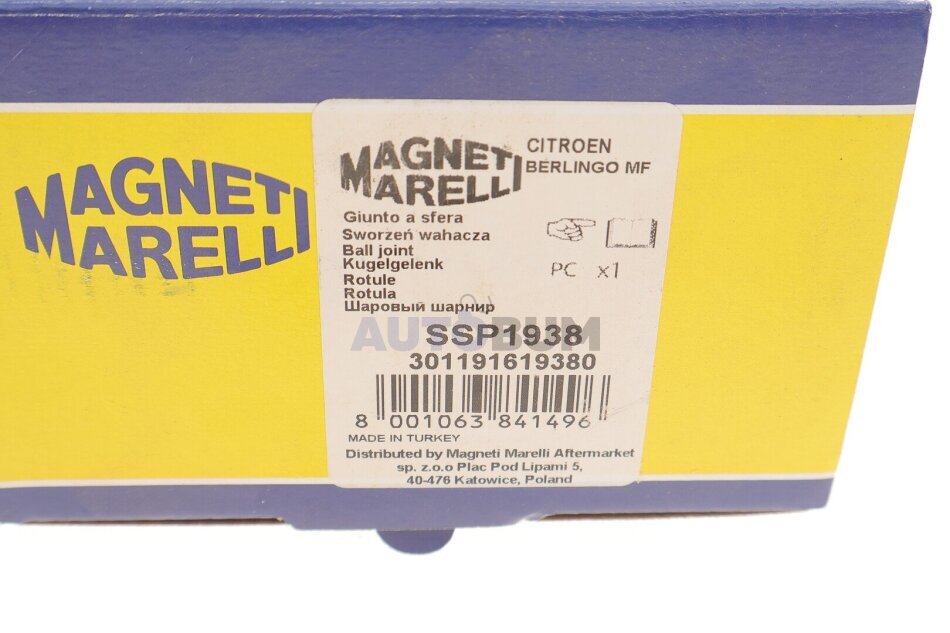 MAGNETI
MARELLI
MAGNETI
MARELLI
CITROEN
BERLINGO MF
Giunto a sfera
Sworzeń wahacza
Ball joint
Kugelgelenk
Rotule
Rotula
Шаровый шарнир
PC x1
AUTOBUM
SSP1938
301191619380
8 001063 841496
MADE IN TURKEY
Distributed by Magneti Marelli Aftermarket
sp. z.o.o Plac Pod Lipami 5,
40-476 Katowice, Poland